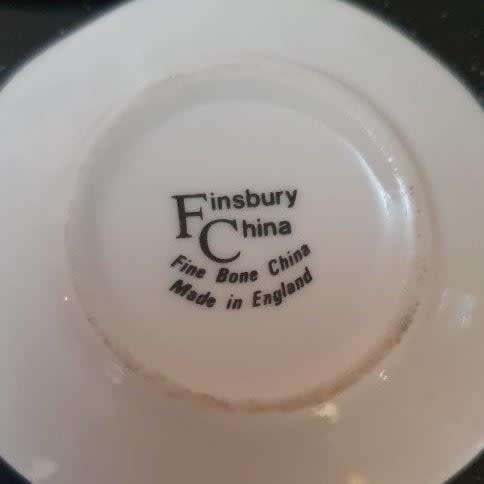 Finsbury
China
Fine Bone China
Made in England